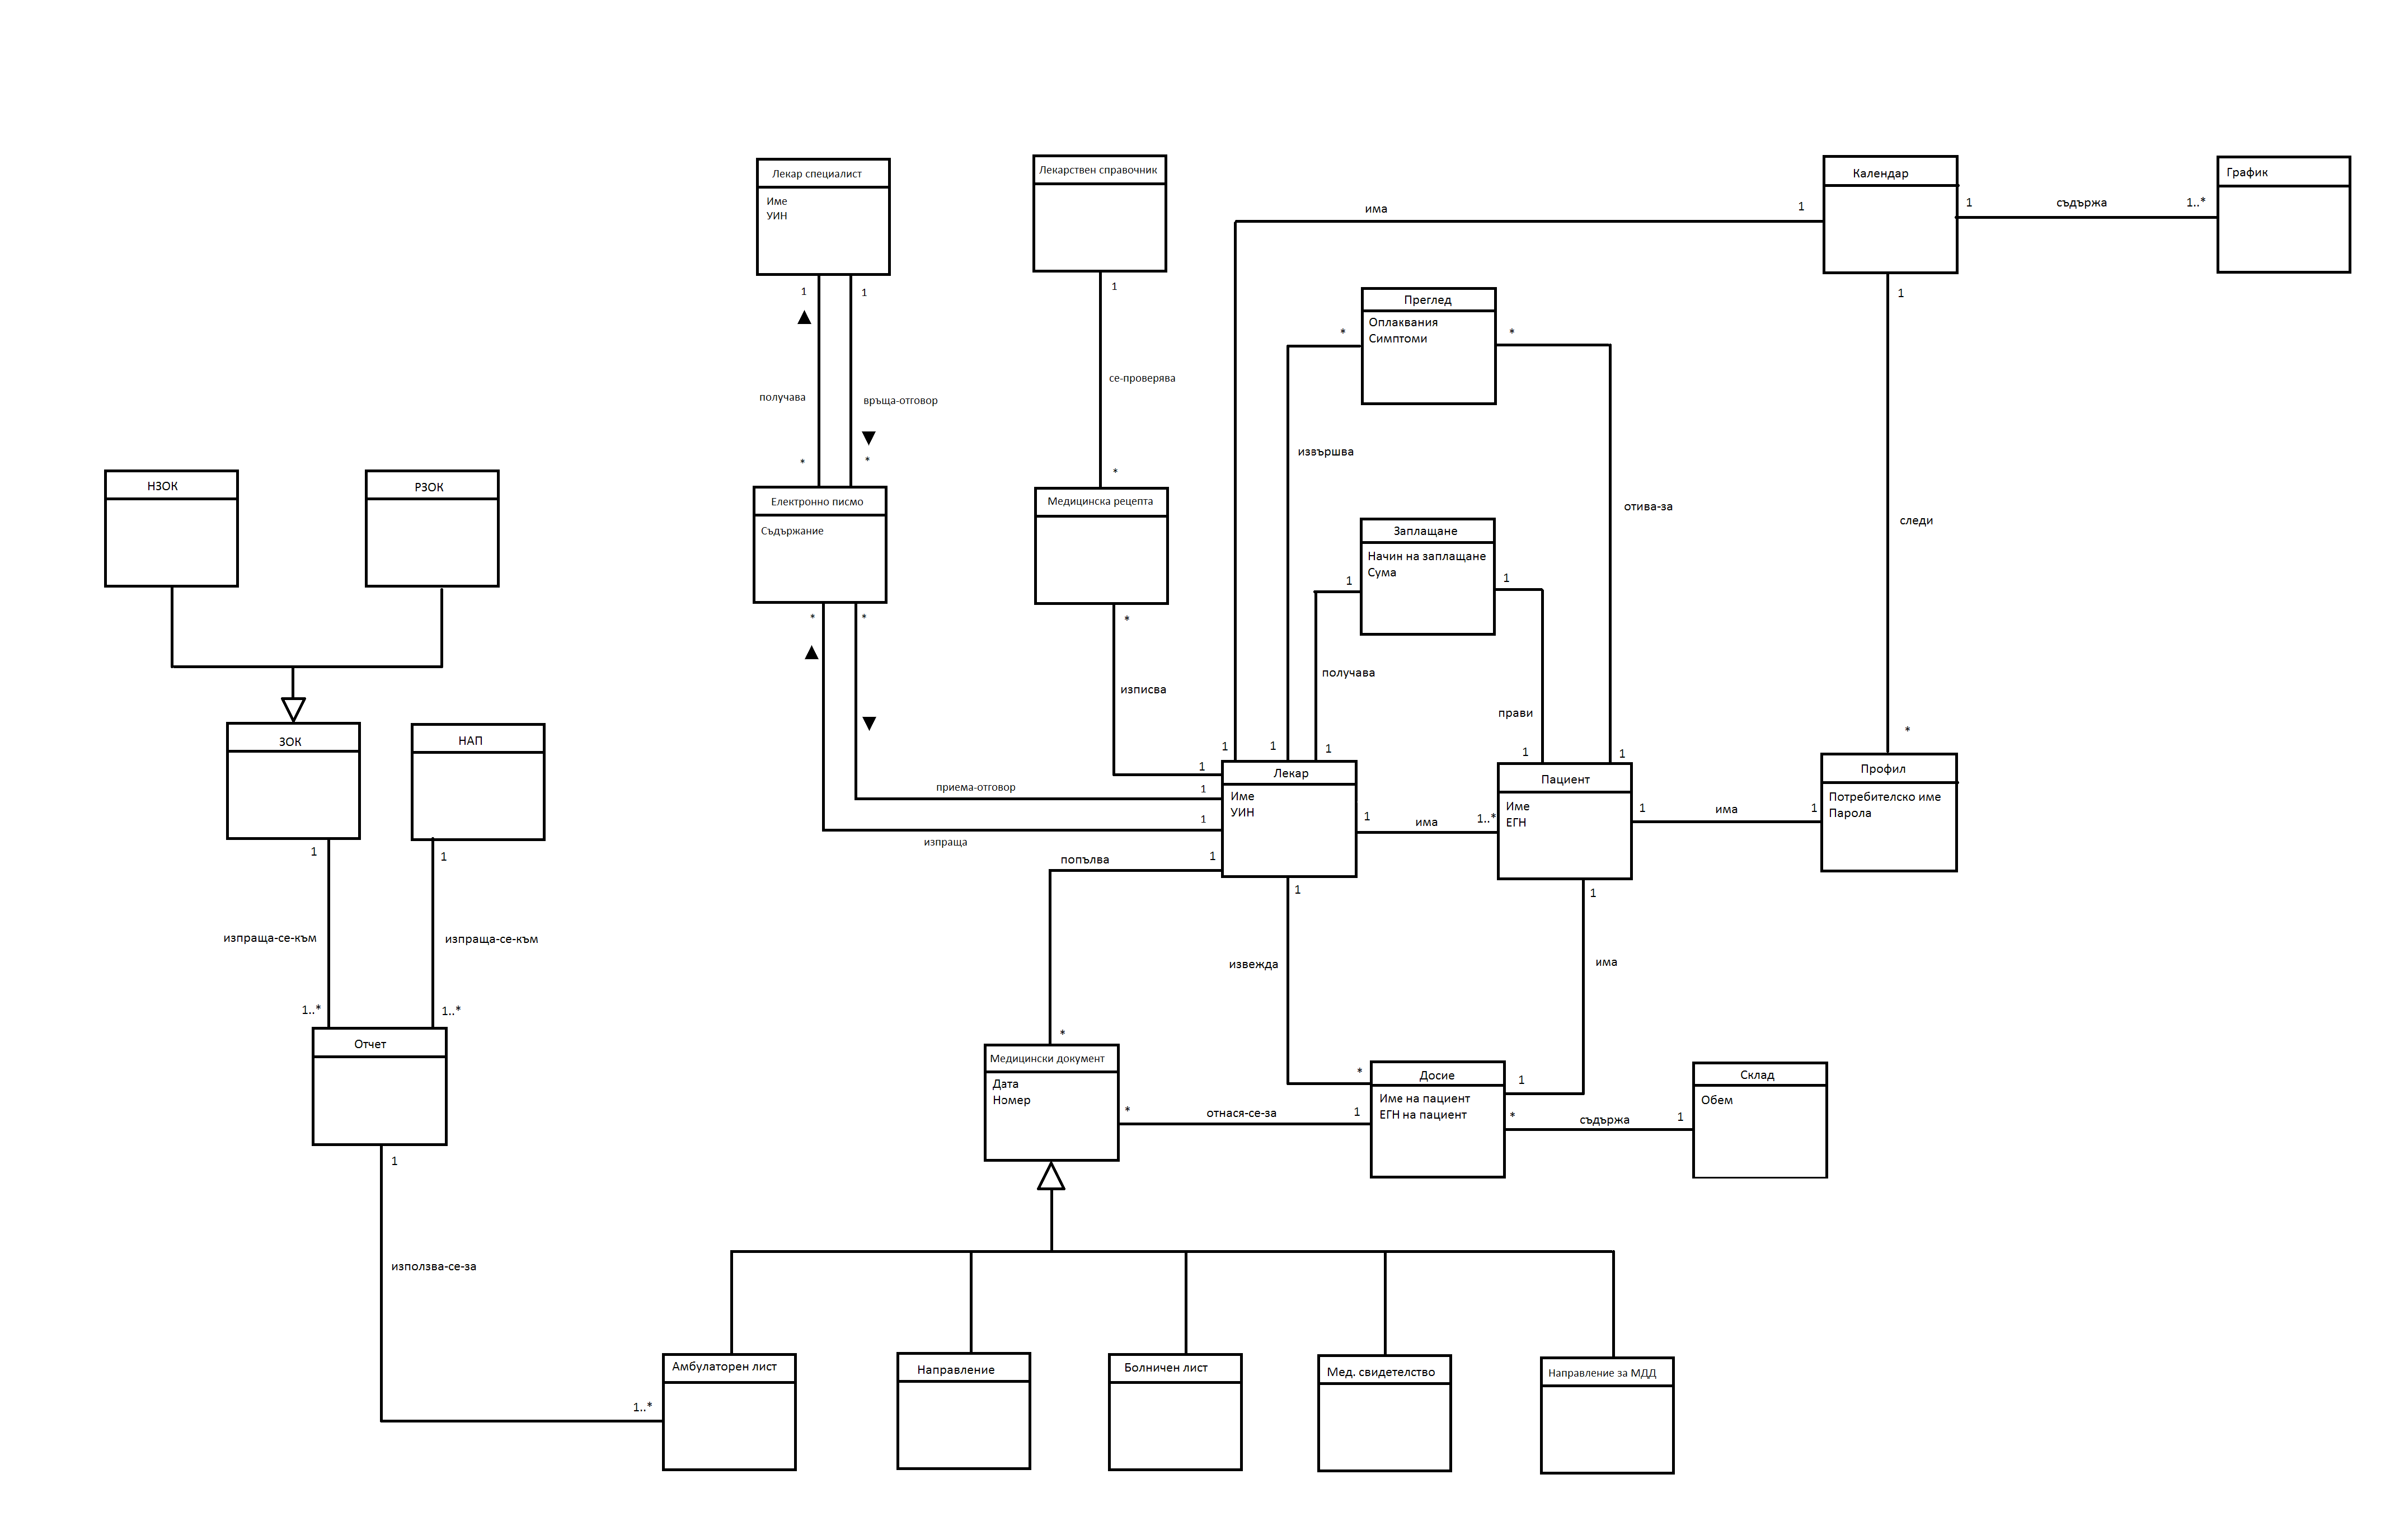 Лекар специалист
Име
УИН
Лекарствен справочник
Календар
График
има
1
1
съдържа
1..*
1
1
1
1
Преглед
Оплаквания
Симптоми
*
*
получава
връща-отговор
се-проверява
извършва
отива-за
следи
*
*
*
НЗОК
РЗОК
Електронно писмо
Съдържание
Медицинска рецепта
Заплащане
Начин на заплащане
Сума
1
1
*
*
*
изписва
получава
прави
ЗОК
НАП
1
1
1
1
1
*
1
1
1
приема-отговор
изпраща
Лекар
Име
УИН
Пациент
Име
ЕГН
Профил
Потребителско име
Парола
1
има
1..*
1
има
1
попълва
1
1
1
1
1
изпраща-се-към
изпраща-се-към
извежда
има
1..*
1..*
Отчет
*
Медицински документ
Дата
Номер
*
Досие
Име на пациент
ЕГН на пациент
1
Склад
Обем
*
отнася-се-за
1
*
съдържа
1
1
използва-се-за
1..*
Амбулаторен лист
Направление
Болничен лист
Мед. свидетелство
Направление за МДД